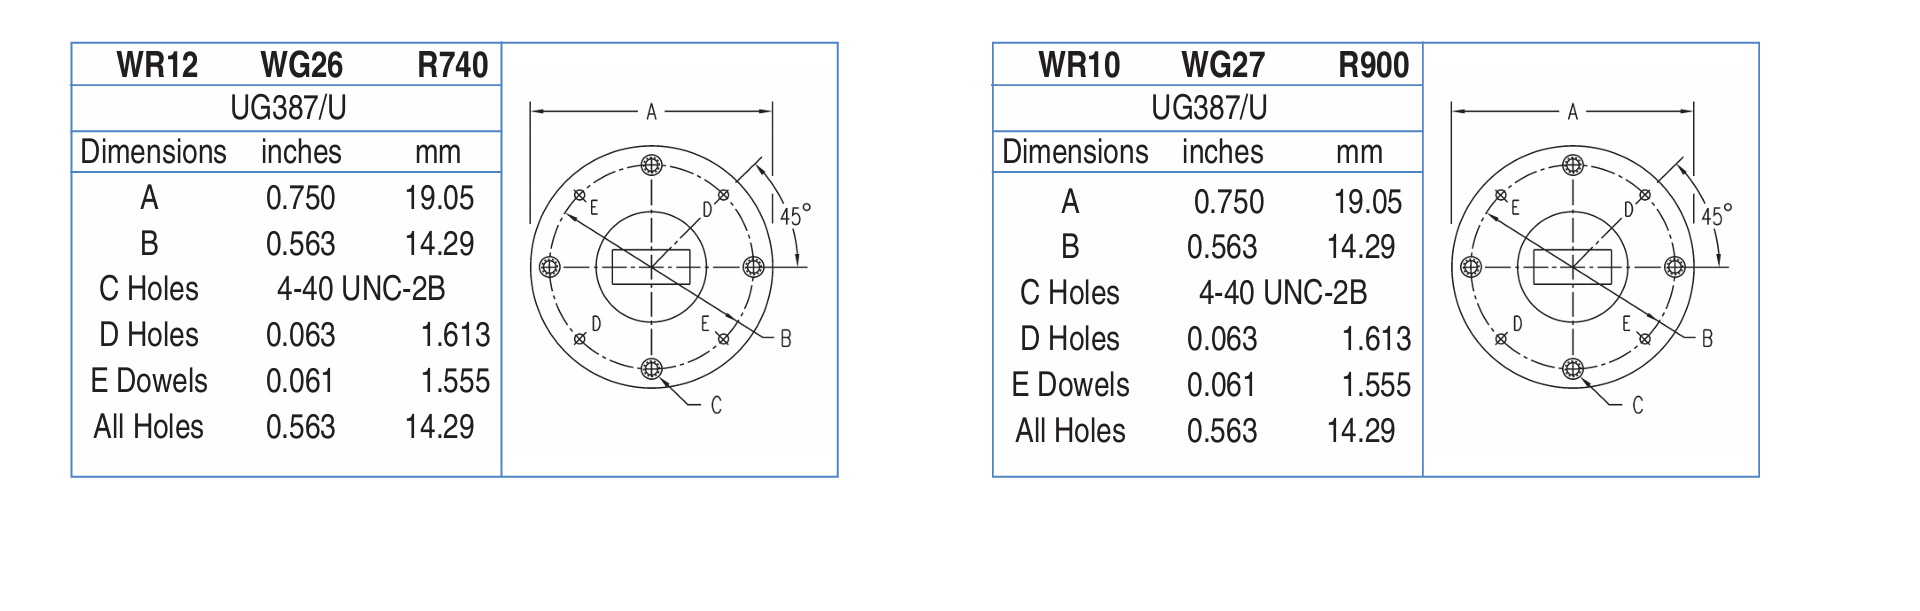 WR12 WG26 R740
UG387/U
Dimensions inches mm
A 0.750 19.05
B 0.563 14.29
C Holes 4-40 UNC-2B
D Holes 0.063 1.613
E Dowels 0.061 1.555
All Holes 0.563 14.29
A
E
D
45°
D
E
B
C
WR10 WG27 R900
UG387/U
Dimensions inches mm
A 0.750 19.05
B 0.563 14.29
C Holes 4-40 UNC-2B
D Holes 0.063 1.613
E Dowels 0.061 1.555
All Holes 0.563 14.29
A
E
D
45°
D
E
B
C